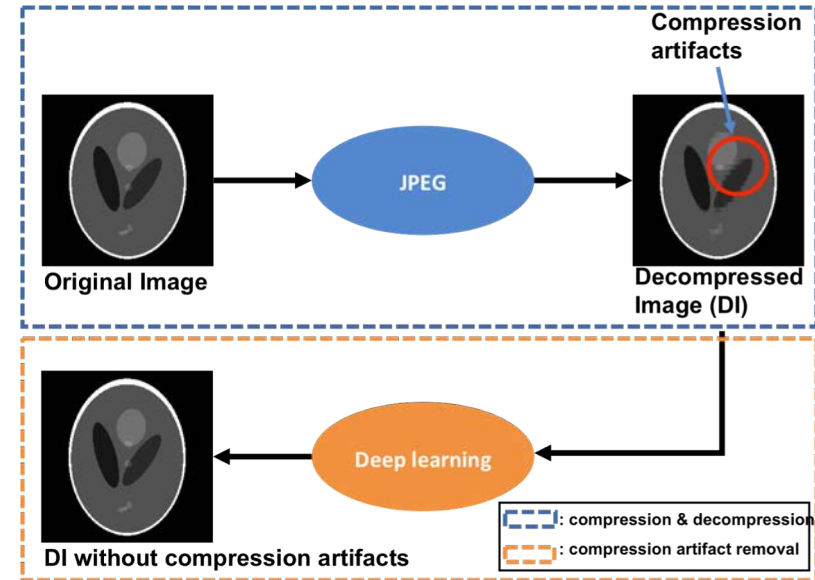 Compression
artifacts
JPEG
Original Image
Decompressed
Image (DI)
Deep learning
DI without compression artifacts
: compression & decompression
: compression artifact removal